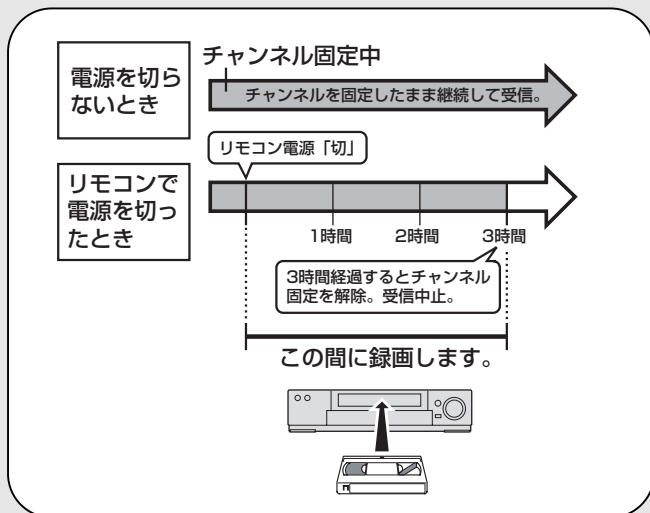 電源を切ら
ないとき
チャンネル固定中
チャンネルを固定したまま継続して受信。
リモコン電源「切」
リモコンで
電源を切っ
たとき
1時間 2時間 3時間
3時間経過するとチャンネル
固定を解除。受信中止。
この間に録画します。